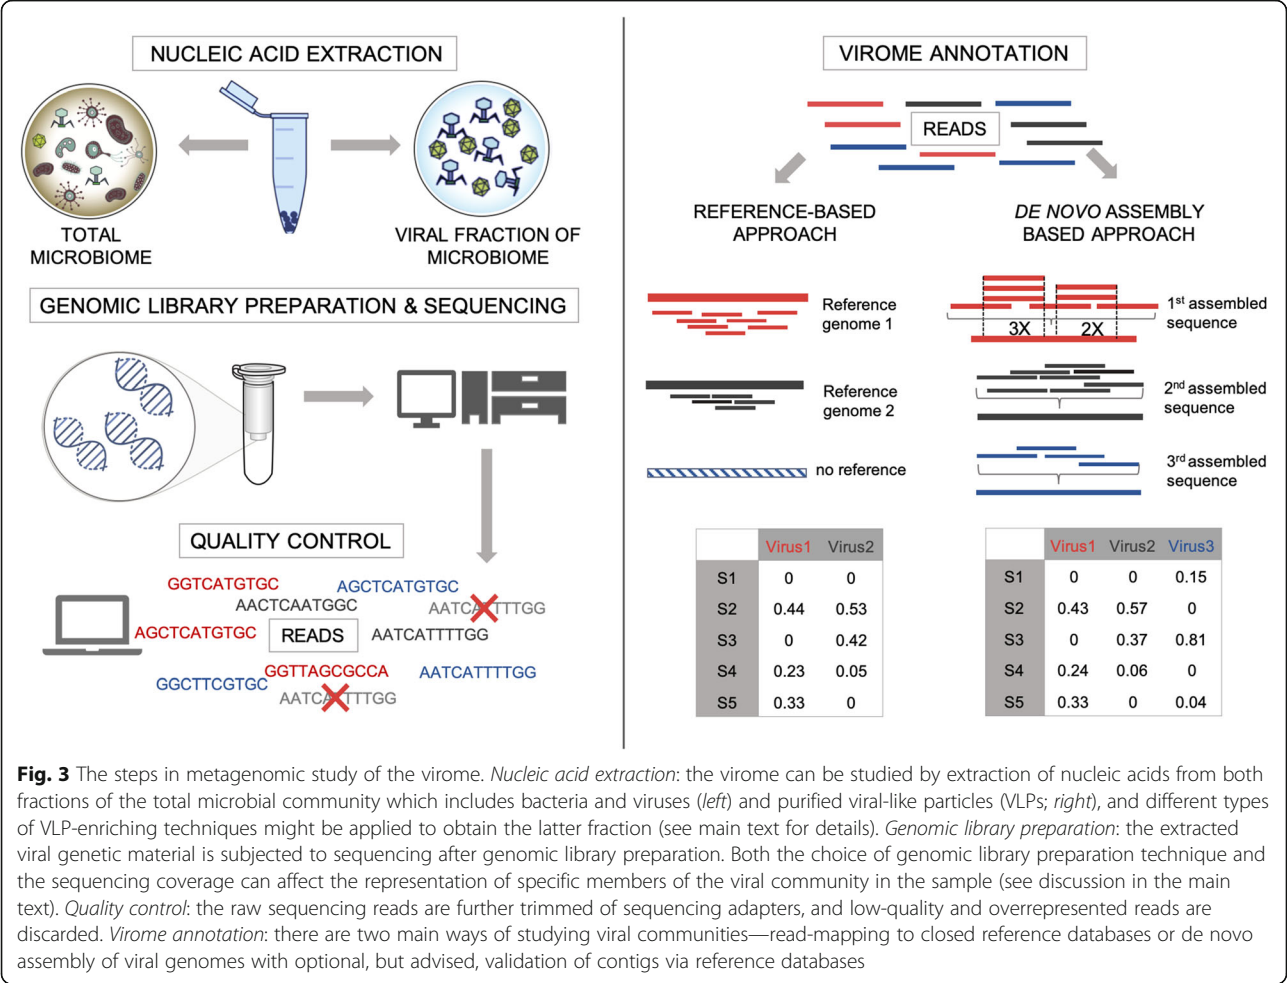 NUCLEIC ACID EXTRACTION
TOTAL
MICROBIOME
VIRAL FRACTION OF
MICROBIOME
GENOMIC LIBRARY PREPARATION & SEQUENCING
QUALITY CONTROL
GGTCATGTGC
AGCTCATGTGC
AACTCAATGGC
AATCATTTTGG
AGCTCATGTGC
READS
AATCATTTTGG
GGTTAGCGCCA
AATCATTTTGG
GGCTTCGTGC
AATCATTTTGG
VIROME ANNOTATION
READS
REFERENCE-BASED
APPROACH
Reference
genome 1
Reference
genome 2
no reference
Virus1 Virus2
S1 0 0
S2 0.44 0.53
S3 0 0.42
S4 0.23 0.05
S5 0.33 0
DE NOVO ASSEMBLY
BASED APPROACH
3X 2X
1st assembled
sequence
2nd assembled
sequence
3rd assembled
sequence
Virus1 Virus2 Virus3
S1 0 0 0.15
S2 0.43 0.57 0
S3 0 0.37 0.81
S4 0.24 0.06 0
S5 0.33 0 0.04
Fig. 3 The steps in metagenomic study of the virome. Nucleic acid extraction: the virome can be studied by extraction of nucleic acids from both
fractions of the total microbial community which includes bacteria and viruses (left) and purified viral-like particles (VLPs; right), and different types
of VLP-enriching techniques might be applied to obtain the latter fraction (see main text for details). Genomic library preparation: the extracted
viral genetic material is subjected to sequencing after genomic library preparation. Both the choice of genomic library preparation technique and
the sequencing coverage can affect the representation of specific members of the viral community in the sample (see discussion in the main
text). Quality control: the raw sequencing reads are further trimmed of sequencing adapters, and low-quality and overrepresented reads are
discarded. Virome annotation: there are two main ways of studying viral communities—read-mapping to closed reference databases or de novo
assembly of viral genomes with optional, but advised, validation of contigs via reference databases